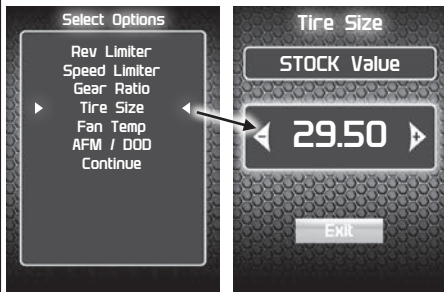 Select Options
Rev Limiter
Speed Limiter
Gear Ratio
Tire Size
Fan Temp
AFM / DOD
Continue
Tire Size
STOCK Value
- 29.50 +
Exit